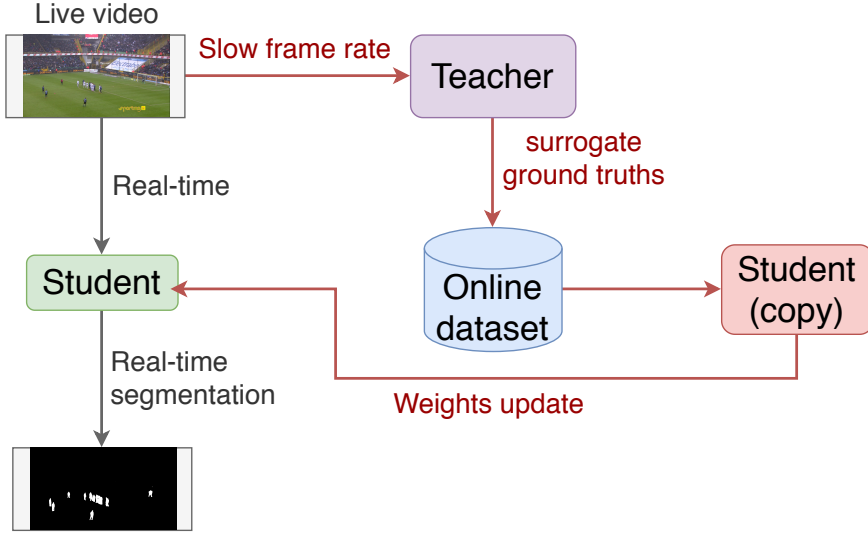 Live video
Slow frame rate
Teacher
surrogate
ground truths
Real-time
Student
Online
dataset
Student
(copy)
Real-time
segmentation
Weights update